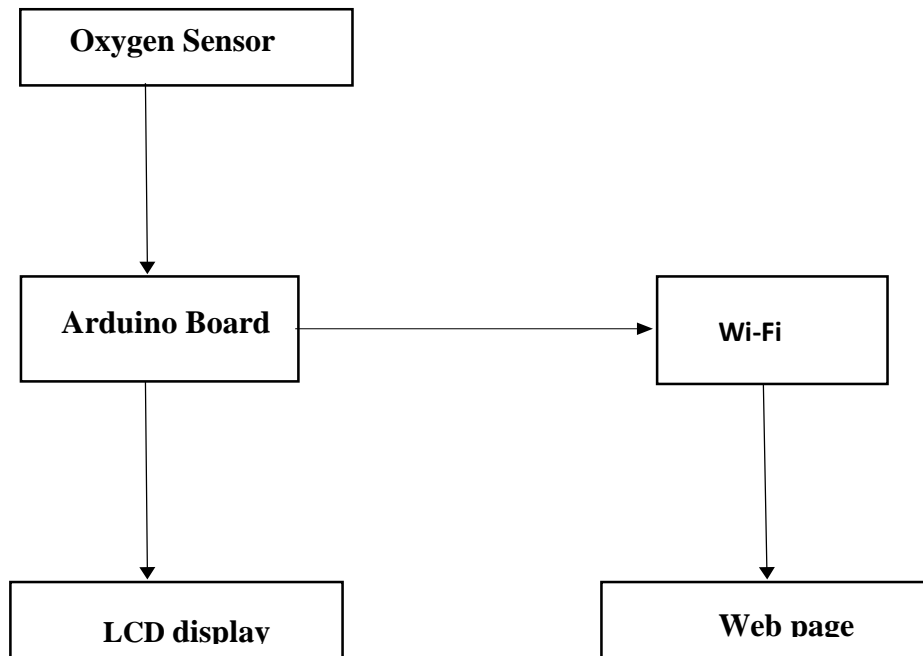 Oxygen Sensor
Arduino Board
Wi-Fi
LCD display
Web page